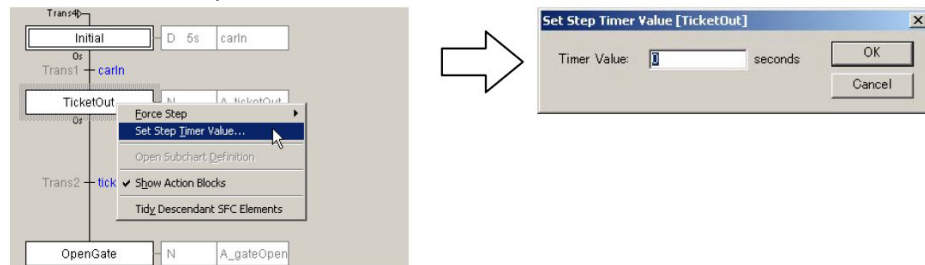 Trans4
Initial
D 5s carIn
0s
Trans1 carIn
TicketOut
N A_ticketOut
0s
Force Step
Set Step Timer Value...
Open Subchart Definition
Trans2 tick
Show Action Blocks
Tidy Descendant SFC Elements
OpenGate
N A_gateOpen
Set Step Timer Value [TicketOut]
Timer Value: 0 seconds
OK
Cancel